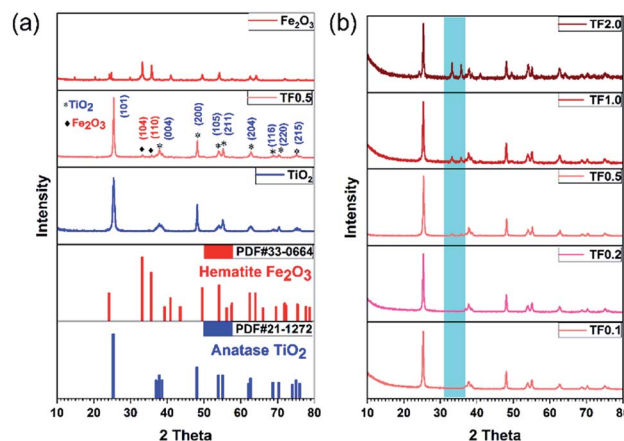 (a)
Fe₂O₃
TF0.5
*TiO₂
♦Fe₂O₃
(101)
(104)
(110)
(004)
(200)
(105)
(211)
(204)
(116)
(220)
(215)
TiO₂
PDF#33-0664
Hematite Fe₂O₃
PDF#21-1272
Anatase TiO₂
Intensity
10 20 30 40 50 60 70 80
2 Theta
(b)
TF2.0
TF1.0
TF0.5
TF0.2
TF0.1
Intensity
10 20 30 40 50 60 70 80
2 Theta